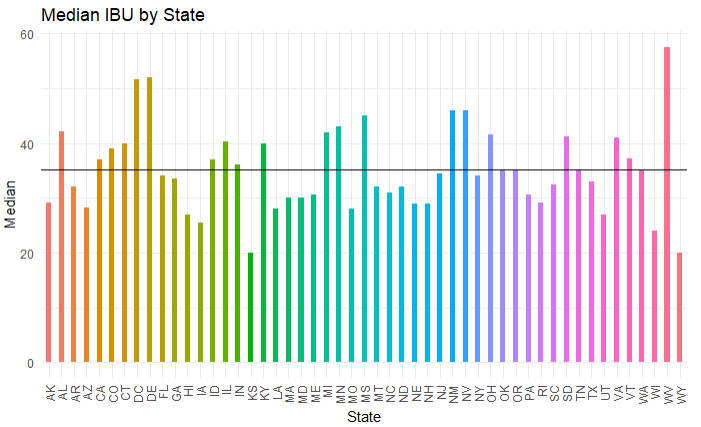 Median IBU by State
60
40
20
0
Median
AK AL AR AZ CA CO CT DC DE FL GA HI IA ID IL IN KS KY LA MA MD ME MI MN MO MS MT NC ND NE NH NJ NM NV NY OH OK OR PA RI SC SD TN TX UT VA VT WA WI WV WY
State